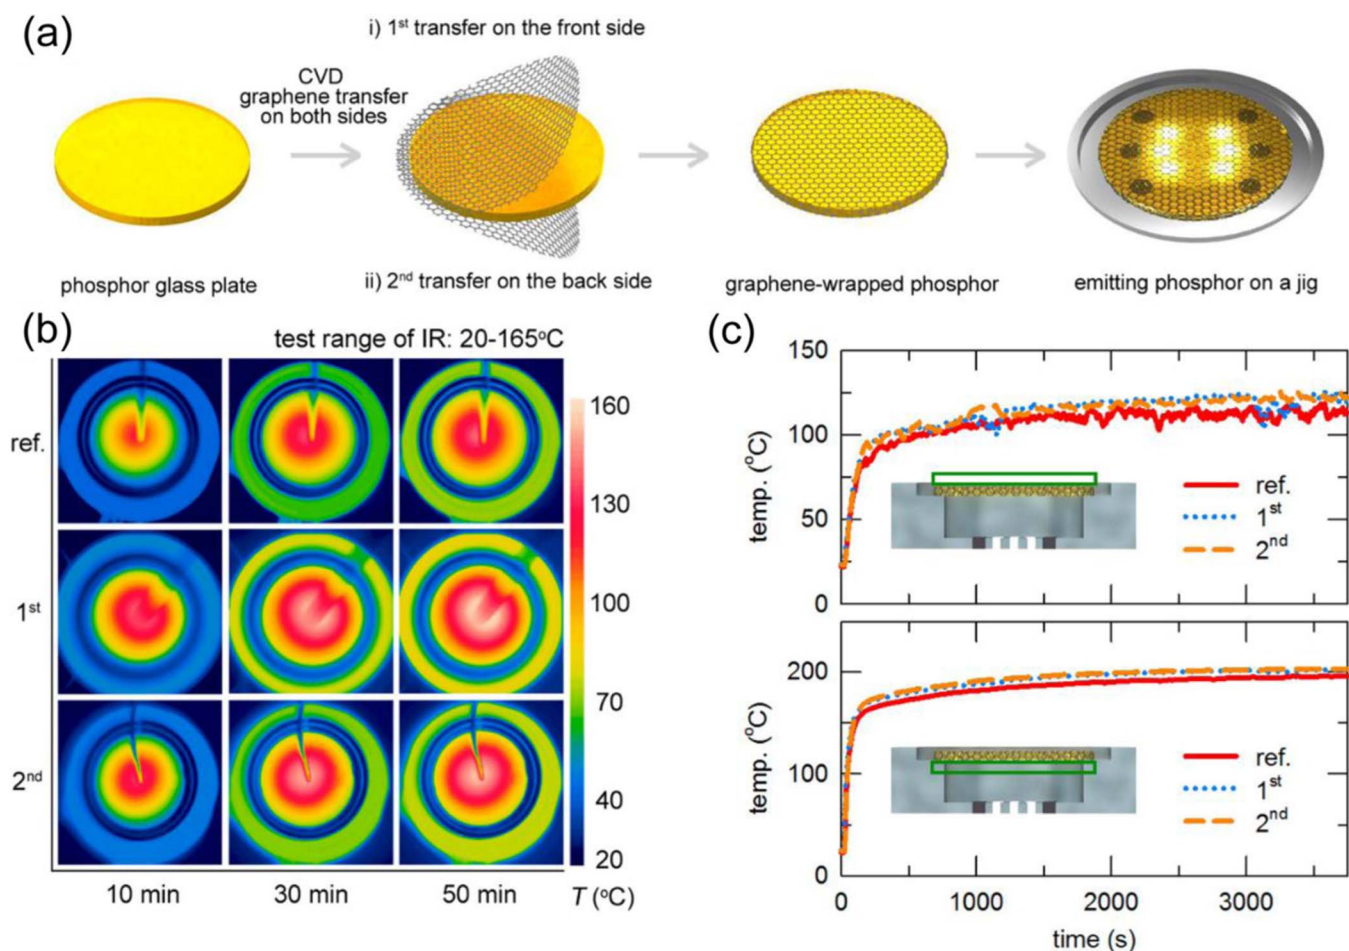 (a)
i) 1st transfer on the front side
CVD
graphene transfer
on both sides
phosphor glass plate
ii) 2nd transfer on the back side
graphene-wrapped phosphor
emitting phosphor on a jig
(b)
test range of IR: 20-165°C
ref.
1st
2nd
10 min
30 min
50 min
160
130
100
70
40
20
T (°C)
(c)
150
100
50
0
temp. (°C)
ref.
1st
2nd
200
100
0
temp. (°C)
ref.
1st
2nd
0
1000
2000
3000
time (s)